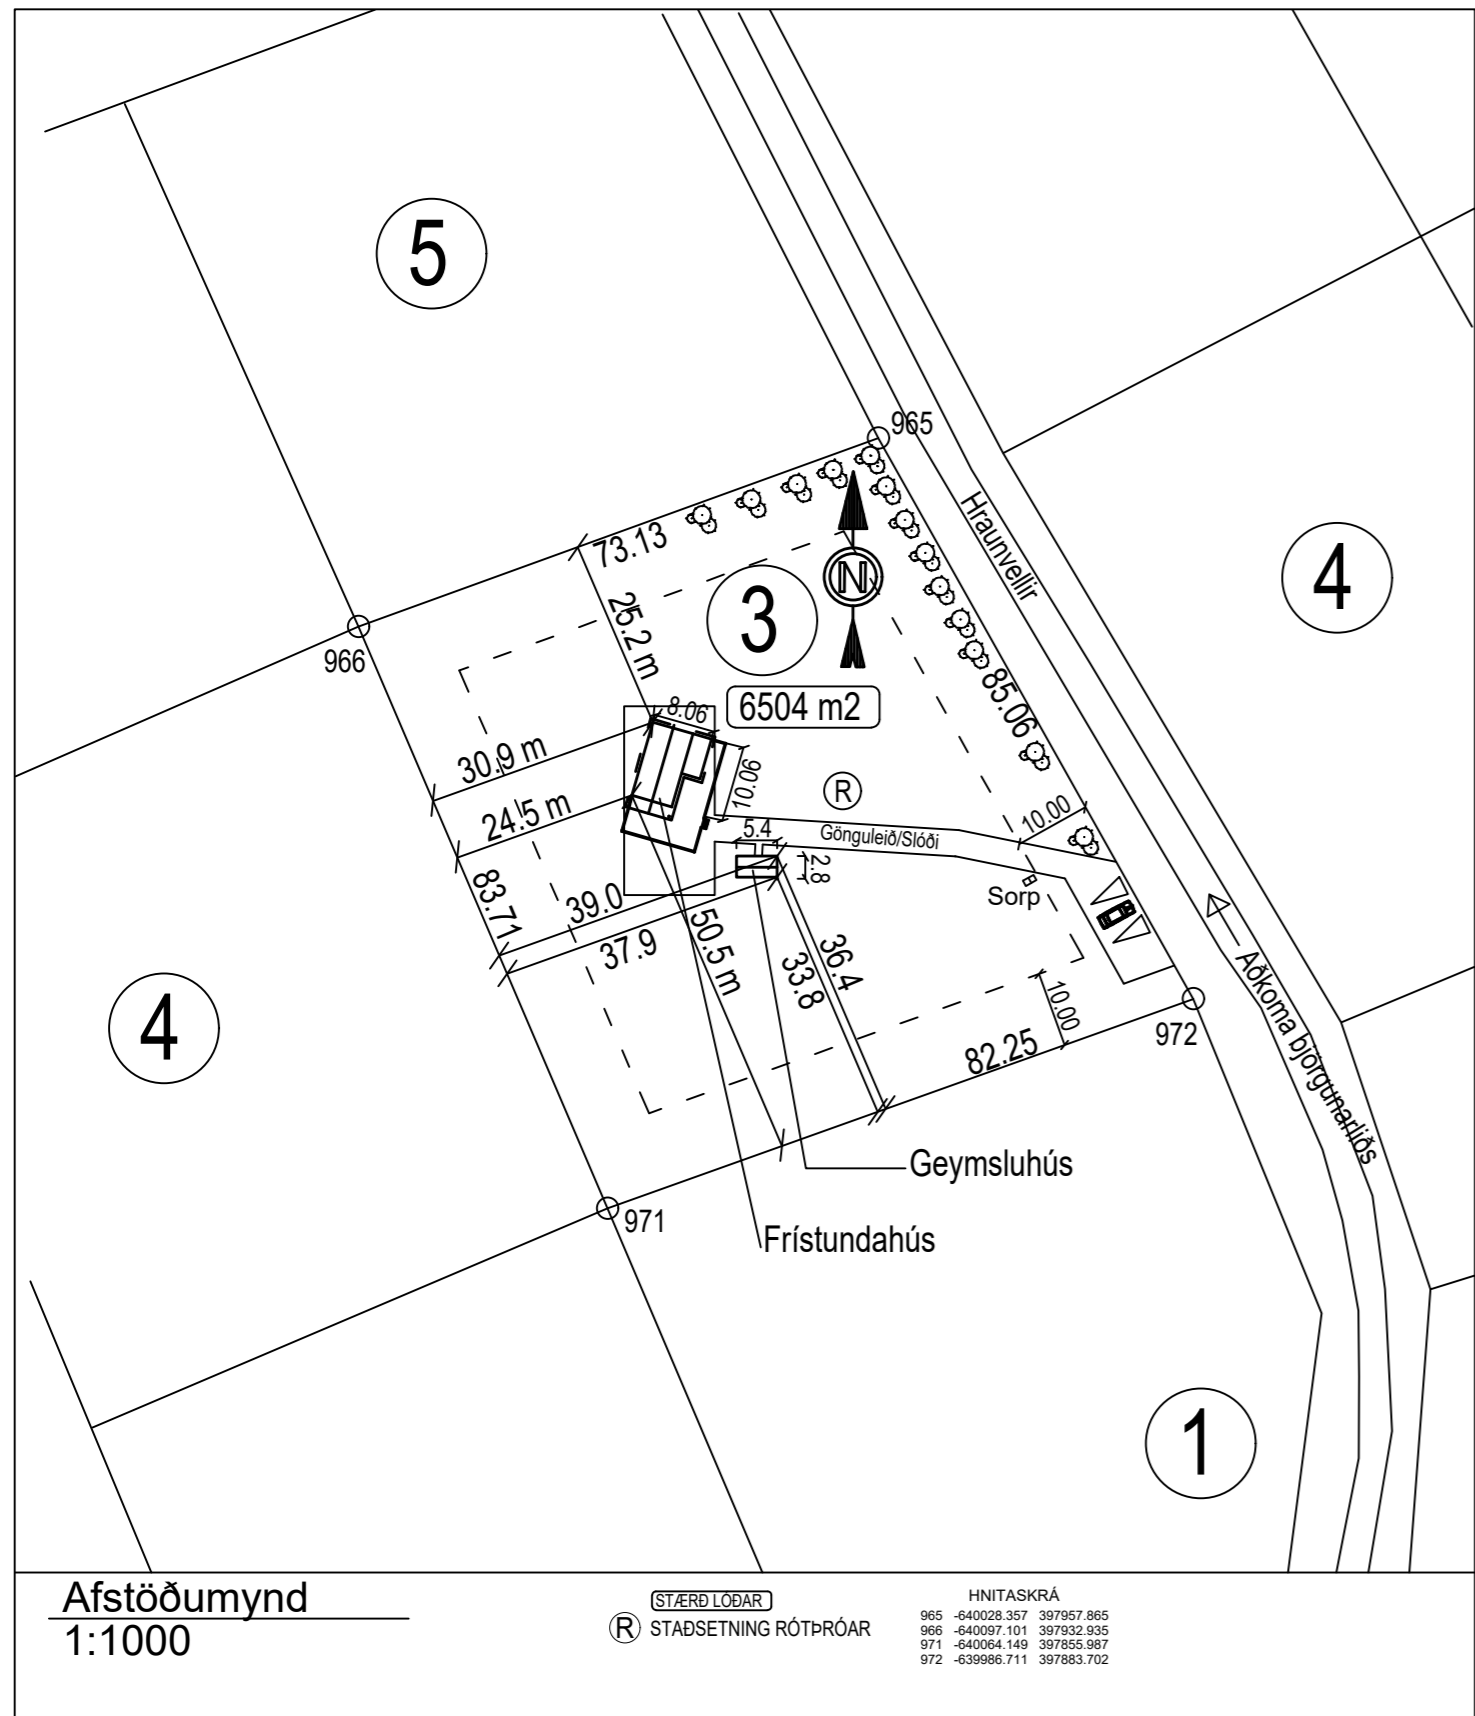 5
965
Hraunvellir
73.13
N
4
3
25.2 m
966
85.06
6504 m2
8.06
30.9 m
10.06
R
10.00
24.5 m
5.4
Gönguleið/Slóði
2.8
83.71
39.0
Sorp
50.5 m
36.4
37.9
33.8
Aðkoma björgunarliðs
10.00
4
972
82.25
Geymsluhús
971
Frístundahús
1
Afstöðumynd
1:1000
STÆRÐ LÓÐAR
R STAÐSETNING RÓTÞRÓAR
HNITASKRÁ
965 -640028.357 397957.865
966 -640097.101 397932.935
971 -640064.149 397855.987
972 -639986.711 397883.702